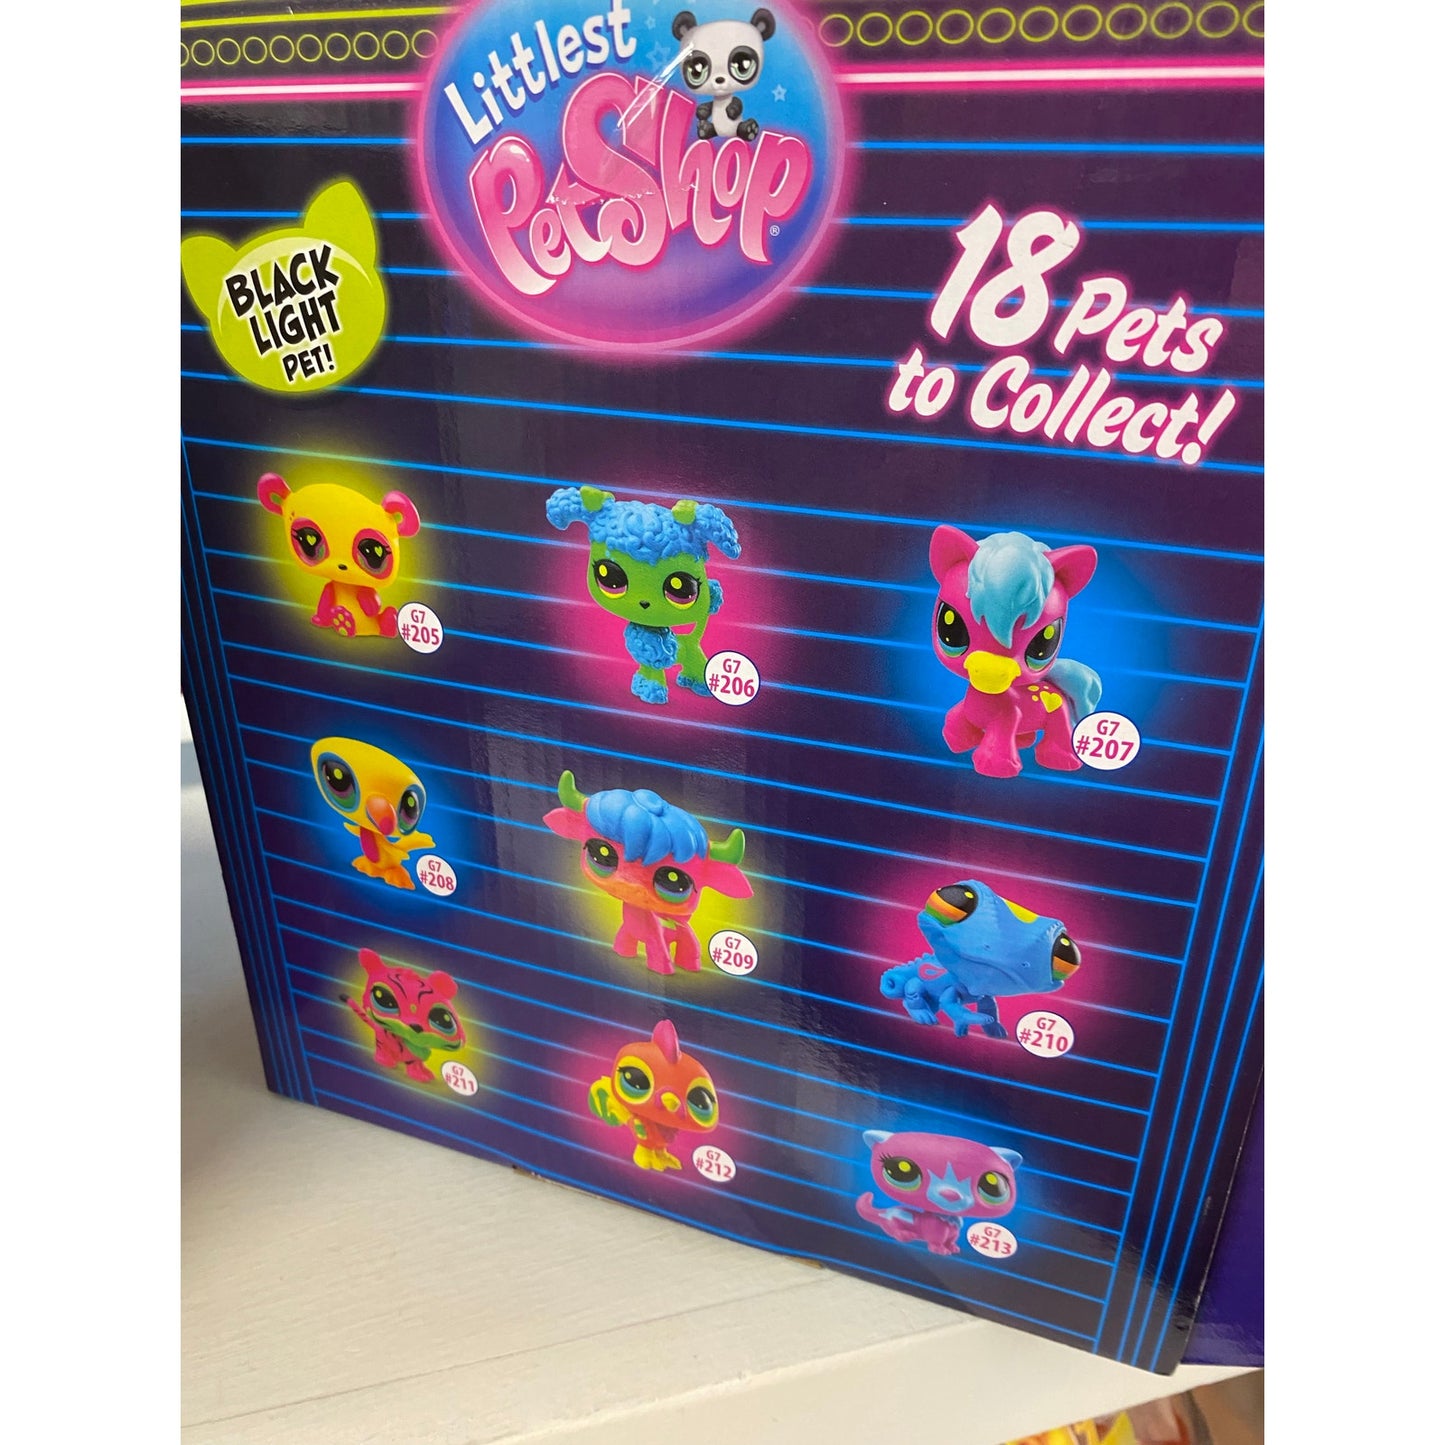 Littlest
PetShop®
BLACK
LIGHT
PET!
18 Pets
to Collect!
G7
#205
G7
#206
G7
#207
G7
#208
G7
#209
G7
#210
G7
#211
G7
#212
G7
#213